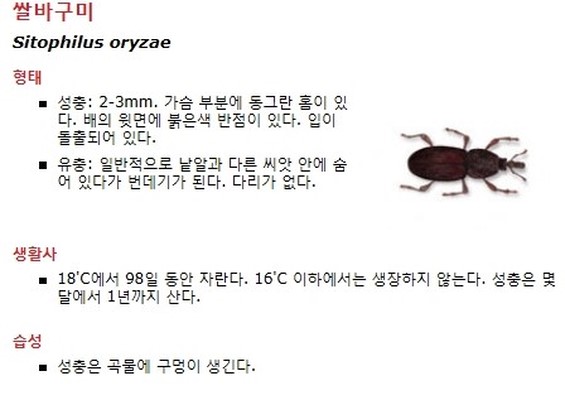 쌀바구미
Sitophilus oryzae
형태
▪ 성충: 2-3mm. 가슴 부분에 동그란 홈이 있
다. 배의 윗면에 붉은색 반점이 있다. 입이
돌출되어 있다.
▪ 유충: 일반적으로 낱알과 다른 씨앗 안에 숨
어 있다가 번데기가 된다. 다리가 없다.
생활사
▪ 18˚C에서 98일 동안 자란다. 16˚C 이하에서는 생장하지 않는다. 성충은 몇
달에서 1년까지 산다.
습성
▪ 성충은 곡물에 구멍이 생긴다.